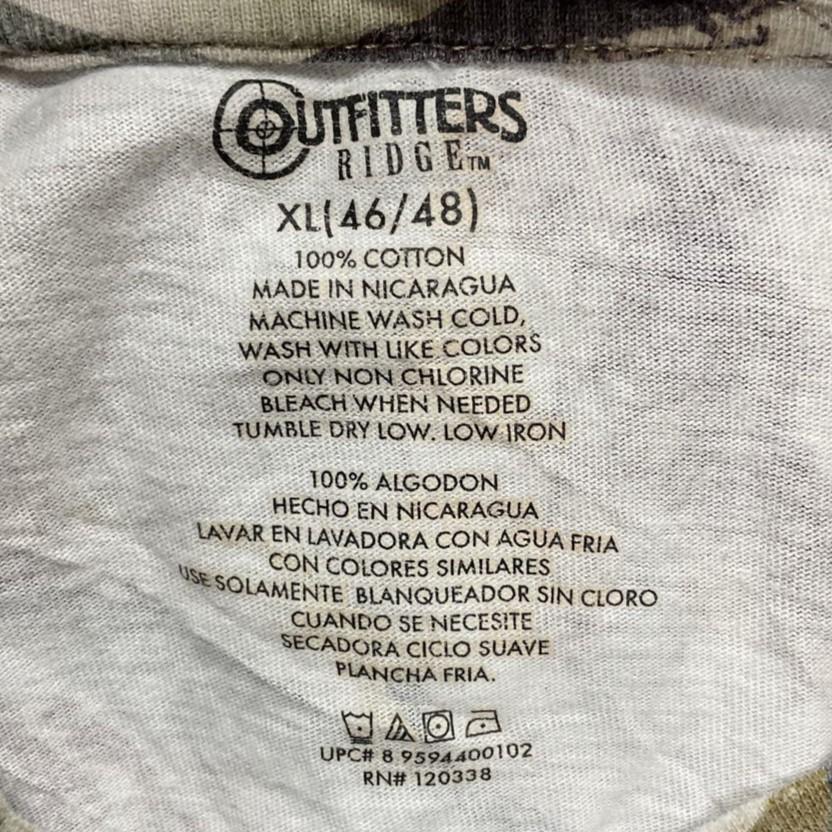 OUTFITTERS
RIDGE™
XL(46/48)
100% COTTON
MADE IN NICARAGUA
MACHINE WASH COLD,
WASH WITH LIKE COLORS
ONLY NON CHLORINE
BLEACH WHEN NEEDED
TUMBLE DRY LOW. LOW IRON
100% ALGODON
HECHO EN NICARAGUA
LAVAR EN LAVADORA CON AGUA FRIA
CON COLORES SIMILARES
USE SOLAMENTE BLANQUEADOR SIN CLORO
CUANDO SE NECESITE
SECADORA CICLO SUAVE
PLANCHA FRIA.
UPC# 8 9594400102
RN# 120338